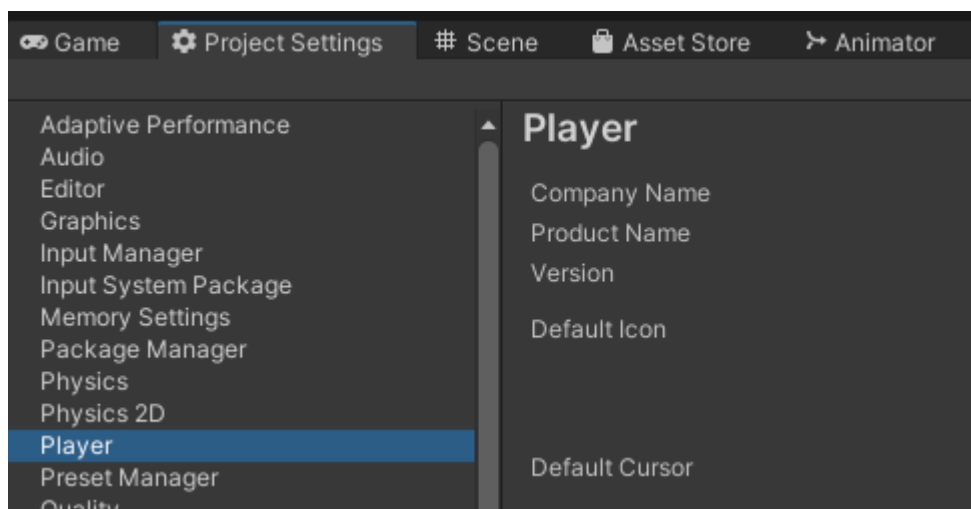 Game Project Settings Scene Asset Store Animator
Adaptive Performance
Audio
Editor
Graphics
Input Manager
Input System Package
Memory Settings
Package Manager
Physics
Physics 2D
Player
Preset Manager
Quality
Player
Company Name
Product Name
Version
Default Icon
Default Cursor